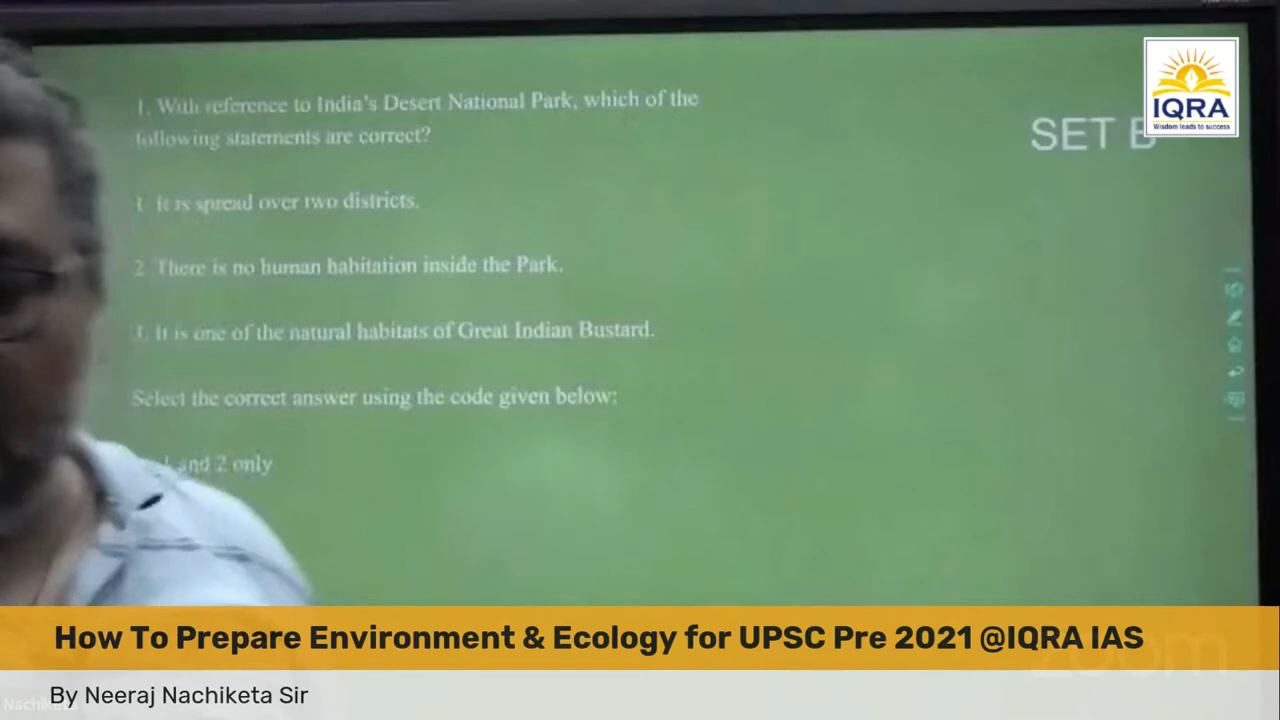 1. With reference to India's Desert National Park, which of the
following statements are correct?
SET B
1. It is spread over two districts.
2. There is no human habitation inside the Park.
3. It is one of the natural habitats of Great Indian Bustard.
Select the correct answer using the code given below:
1 and 2 only
IQRA
Wisdom leads to success
How To Prepare Environment & Ecology for UPSC Pre 2021 @IQRA IAS
zoom
By Neeraj Nachiketa Sir